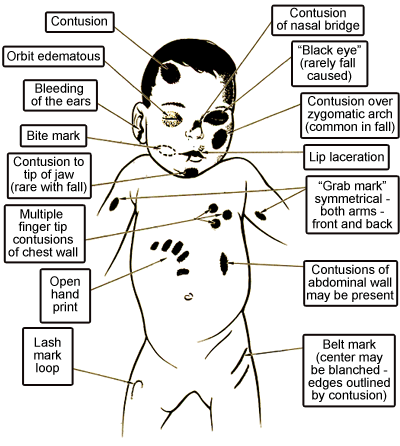 Contusion
Orbit edematous
Bleeding
of the ears
Bite mark
Contusion to
tip of jaw
(rare with fall)
Multiple
finger tip
contusions
of chest wall
Open
hand
print
Lash
mark
loop
Contusion
of nasal bridge
“Black eye”
(rarely fall
caused)
Contusion over
zygomatic arch
(common in fall)
Lip laceration
“Grab mark”
symmetrical -
both arms -
front and back
Contusions of
abdominal wall
may be present
Belt mark
(center may
be blanched -
edges outlined
by contusion)